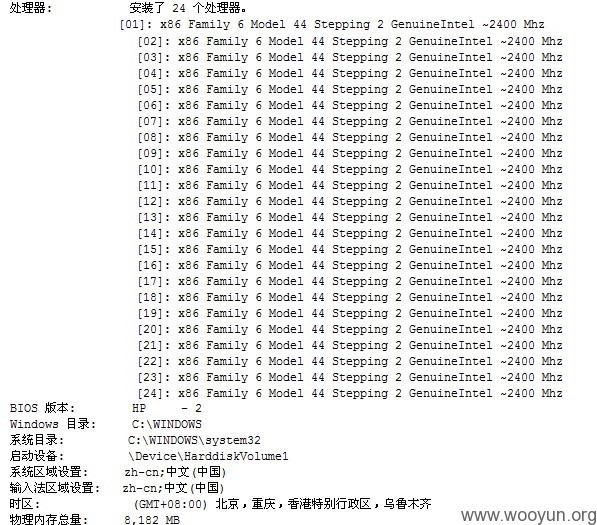 处理器: 安装了 24 个处理器。
[01]: x86 Family 6 Model 44 Stepping 2 GenuineIntel ~2400 Mhz
[02]: x86 Family 6 Model 44 Stepping 2 GenuineIntel ~2400 Mhz
[03]: x86 Family 6 Model 44 Stepping 2 GenuineIntel ~2400 Mhz
[04]: x86 Family 6 Model 44 Stepping 2 GenuineIntel ~2400 Mhz
[05]: x86 Family 6 Model 44 Stepping 2 GenuineIntel ~2400 Mhz
[06]: x86 Family 6 Model 44 Stepping 2 GenuineIntel ~2400 Mhz
[07]: x86 Family 6 Model 44 Stepping 2 GenuineIntel ~2400 Mhz
[08]: x86 Family 6 Model 44 Stepping 2 GenuineIntel ~2400 Mhz
[09]: x86 Family 6 Model 44 Stepping 2 GenuineIntel ~2400 Mhz
[10]: x86 Family 6 Model 44 Stepping 2 GenuineIntel ~2400 Mhz
[11]: x86 Family 6 Model 44 Stepping 2 GenuineIntel ~2400 Mhz
[12]: x86 Family 6 Model 44 Stepping 2 GenuineIntel ~2400 Mhz
[13]: x86 Family 6 Model 44 Stepping 2 GenuineIntel ~2400 Mhz
[14]: x86 Family 6 Model 44 Stepping 2 GenuineIntel ~2400 Mhz
[15]: x86 Family 6 Model 44 Stepping 2 GenuineIntel ~2400 Mhz
[16]: x86 Family 6 Model 44 Stepping 2 GenuineIntel ~2400 Mhz
[17]: x86 Family 6 Model 44 Stepping 2 GenuineIntel ~2400 Mhz
[18]: x86 Family 6 Model 44 Stepping 2 GenuineIntel ~2400 Mhz
[19]: x86 Family 6 Model 44 Stepping 2 GenuineIntel ~2400 Mhz
[20]: x86 Family 6 Model 44 Stepping 2 GenuineIntel ~2400 Mhz
[21]: x86 Family 6 Model 44 Stepping 2 GenuineIntel ~2400 Mhz
[22]: x86 Family 6 Model 44 Stepping 2 GenuineIntel ~2400 Mhz
[23]: x86 Family 6 Model 44 Stepping 2 GenuineIntel ~2400 Mhz
[24]: x86 Family 6 Model 44 Stepping 2 GenuineIntel ~2400 Mhz
BIOS 版本: HP - 2
Windows 目录: C:\WINDOWS
系统目录: C:\WINDOWS\system32
启动设备: \Device\HarddiskVolume1
系统区域设置: zh-cn;中文(中国)
输入法区域设置: zh-cn;中文(中国)
时区: (GMT+08:00) 北京，重庆，香港特别行政区，乌鲁木齐
物理内存总量: 8,182 MB
www.wooyun.org